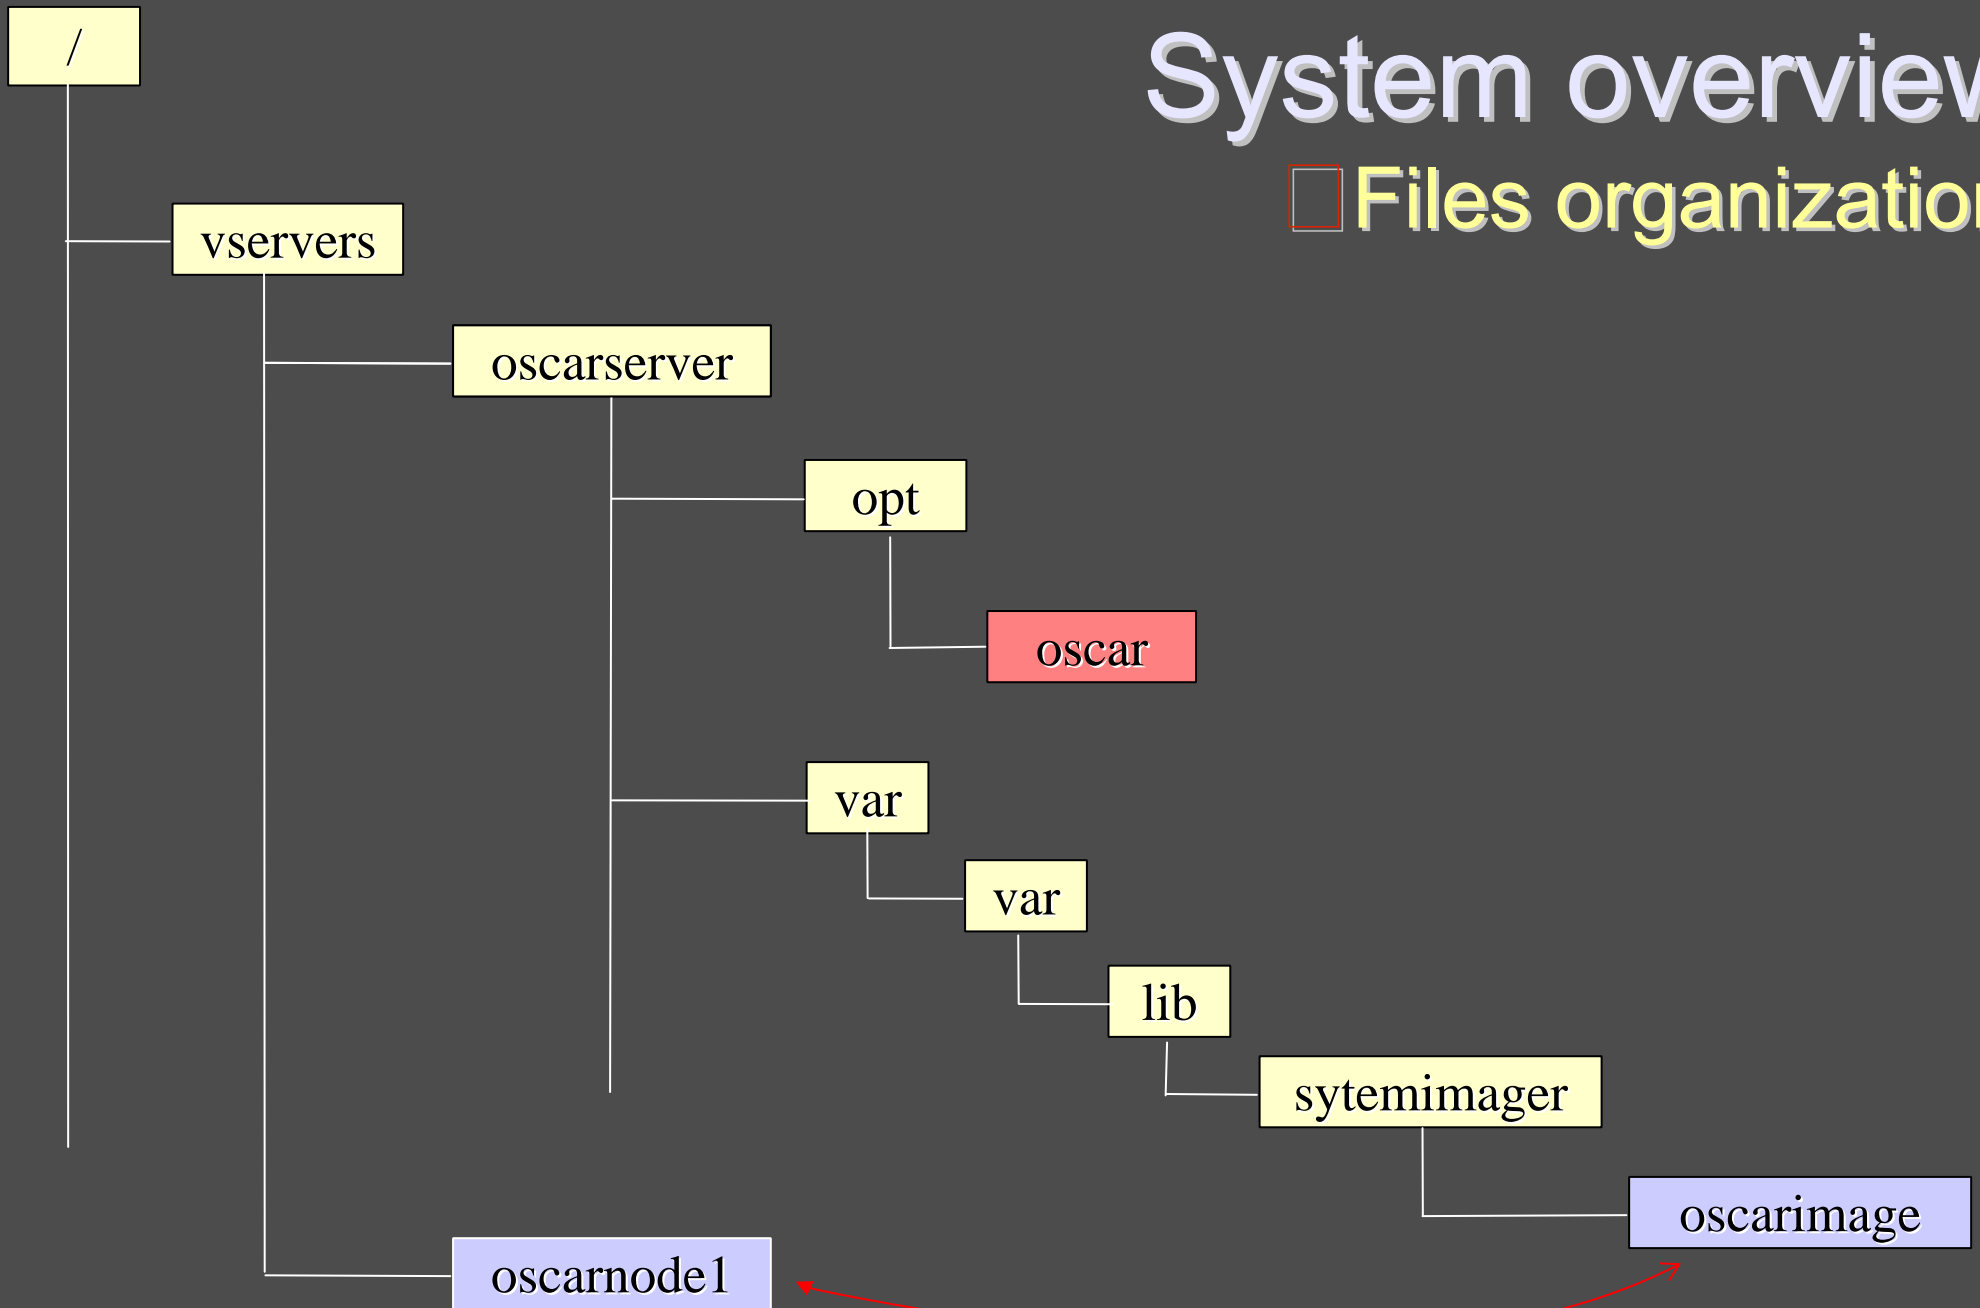 /
System overview
Files organization
vservers
oscarserver
opt
oscar
var
var
lib
sytemimager
oscarimage
oscarnode1